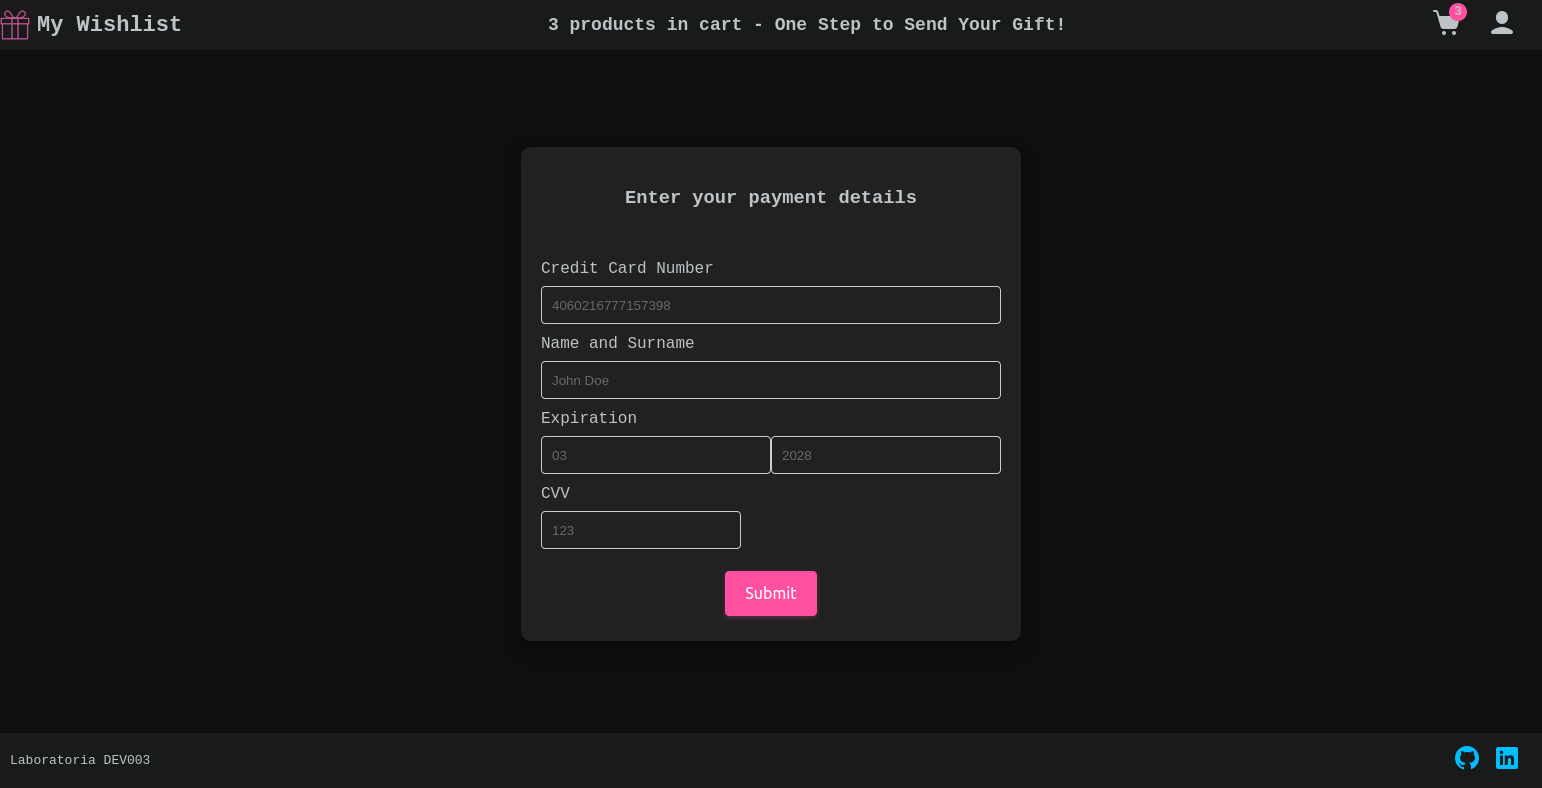 My Wishlist
3 products in cart - One Step to Send Your Gift!
3
Enter your payment details
Credit Card Number
4060216777157398
Name and Surname
John Doe
Expiration
03
2028
CVV
123
Submit
Laboratoria DEV003